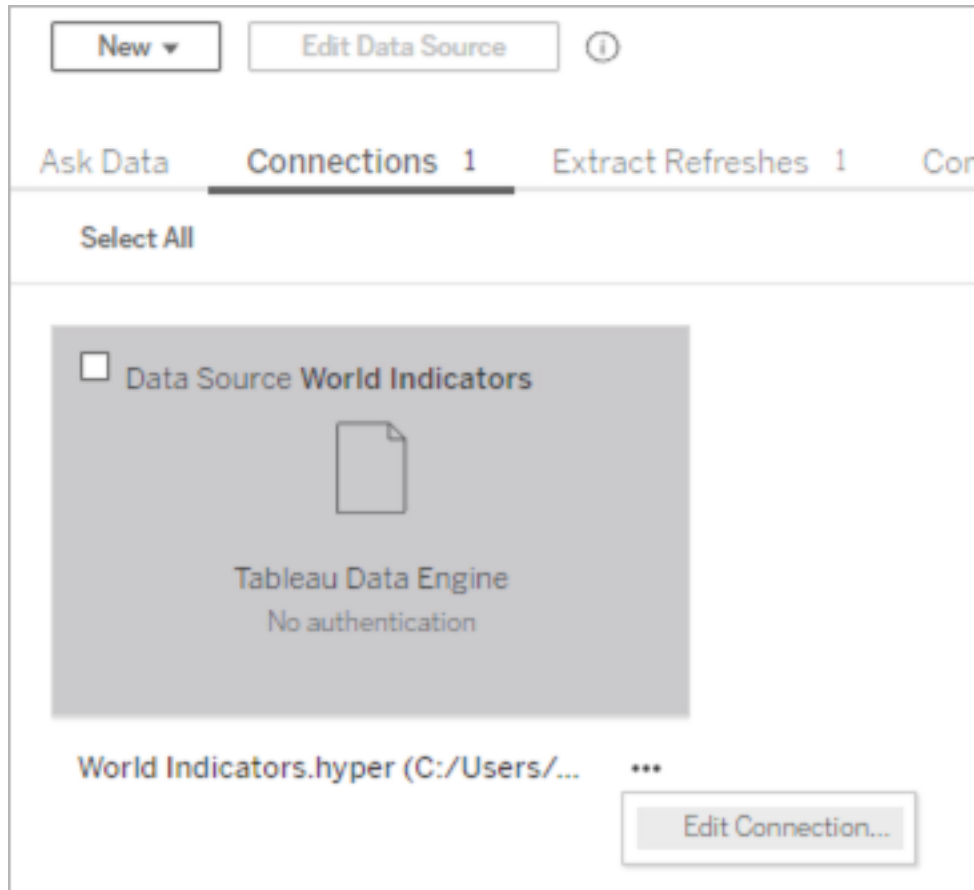 New Edit Data Source
Ask Data Connections 1 Extract Refreshes 1
Select All
Data Source World Indicators
Tableau Data Engine
No authentication
World Indicators.hyper (C:/Users/... •••
Edit Connection...